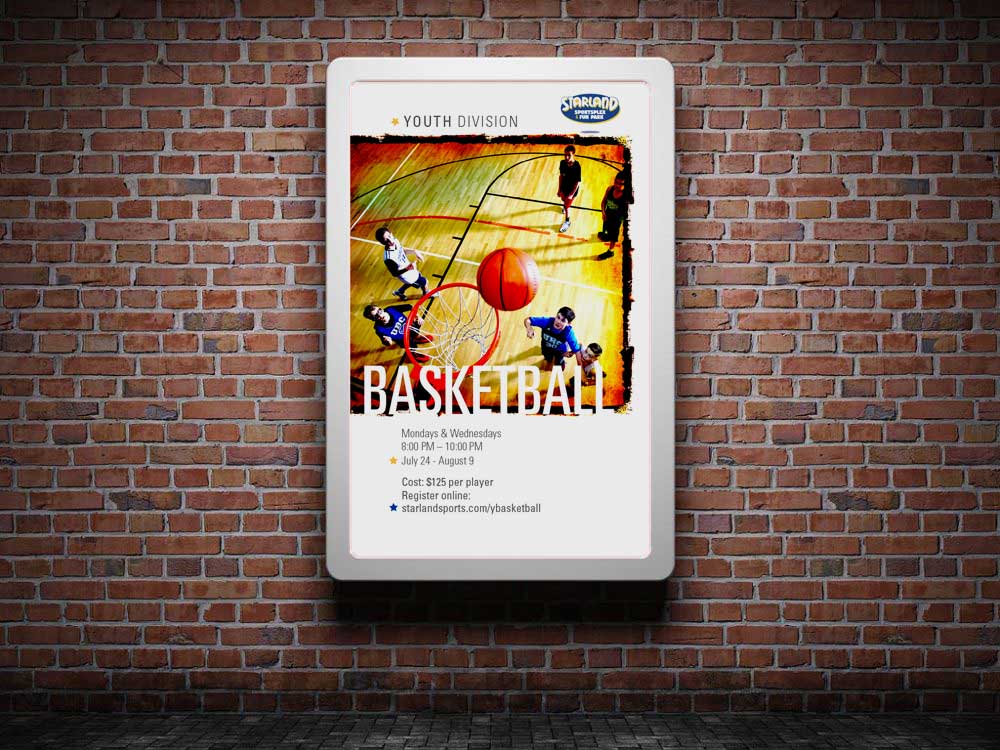 YOUTH DIVISION
STARLAND
SPORTSPLEX
& FUN PARK
BASKETBALL
Mondays & Wednesdays
8:00 PM – 10:00 PM
July 24 - August 9
Cost: $125 per player
Register online:
starlandsports.com/ybasketball